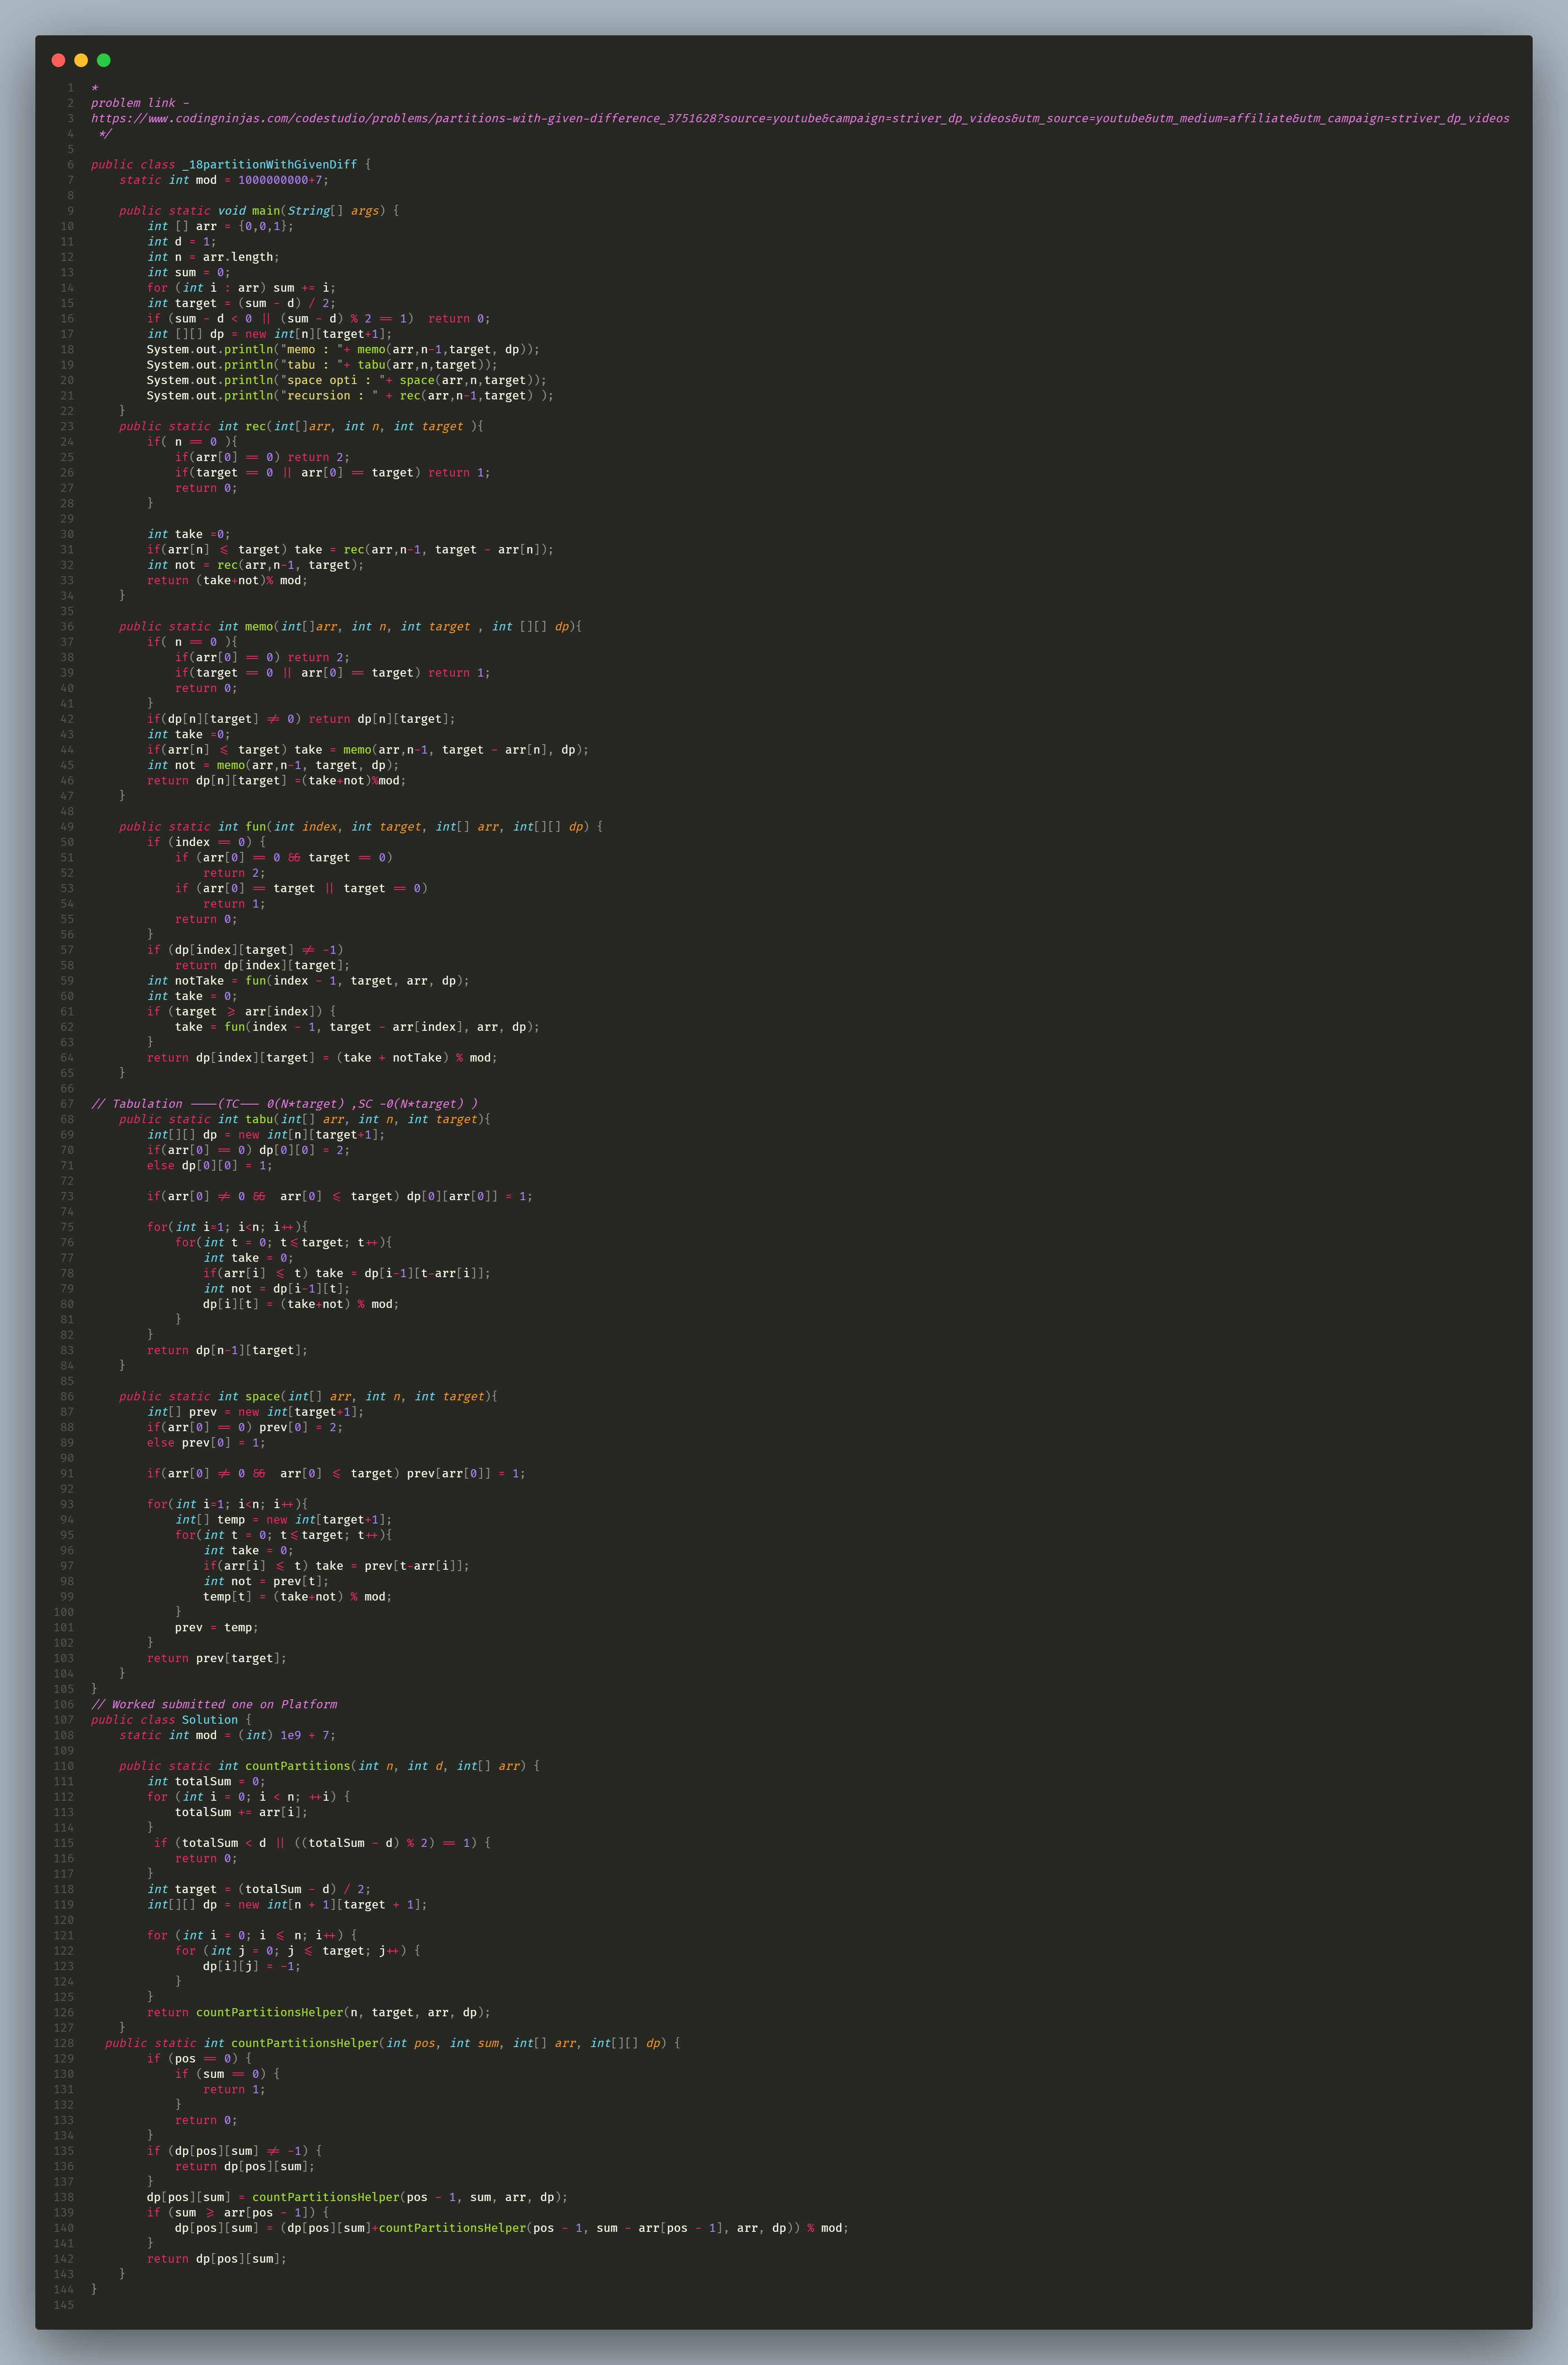 1 *
2 problem link -
3 https://www.codingninjas.com/codestudio/problems/partitions-with-given-difference_3751628?source=youtube&campaign=striver_dp_videos&utm_source=youtube&utm_medium=affiliate&utm_campaign=striver_dp_videos
4  */
5
6 public class _18partitionWithGivenDiff {
7     static int mod = 1000000000+7;
8
9     public static void main(String[] args) {
10         int [] arr = {0,0,1};
11         int d = 1;
12         int n = arr.length;
13         int sum = 0;
14         for (int i : arr) sum += i;
15         int target = (sum - d) / 2;
16         if (sum - d < 0 || (sum - d) % 2 == 1)  return 0;
17         int [][] dp = new int[n][target+1];
18         System.out.println("memo : "+ memo(arr,n-1,target, dp));
19         System.out.println("tabu : "+ tabu(arr,n,target));
20         System.out.println("space opti : "+ space(arr,n,target));
21         System.out.println("recursion : " + rec(arr,n-1,target) );
22     }
23     public static int rec(int[]arr, int n, int target ){
24         if( n == 0 ){
25             if(arr[0] == 0) return 2;
26             if(target == 0 || arr[0] == target) return 1;
27             return 0;
28         }
29
30         int take =0;
31         if(arr[n] <= target) take = rec(arr,n-1, target - arr[n]);
32         int not = rec(arr,n-1, target);
33         return (take+not)% mod;
34     }
35
36     public static int memo(int[]arr, int n, int target , int [][] dp){
37         if( n == 0 ){
38             if(arr[0] == 0) return 2;
39             if(target == 0 || arr[0] == target) return 1;
40             return 0;
41         }
42         if(dp[n][target] != 0) return dp[n][target];
43         int take =0;
44         if(arr[n] <= target) take = memo(arr,n-1, target - arr[n], dp);
45         int not = memo(arr,n-1, target, dp);
46         return dp[n][target] =(take+not)%mod;
47     }
48
49     public static int fun(int index, int target, int[] arr, int[][] dp) {
50         if (index == 0) {
51             if (arr[0] == 0 && target == 0)
52                 return 2;
53             if (arr[0] == target || target == 0)
54                 return 1;
55             return 0;
56         }
57         if (dp[index][target] != -1)
58             return dp[index][target];
59         int notTake = fun(index - 1, target, arr, dp);
60         int take = 0;
61         if (target >= arr[index]) {
62             take = fun(index - 1, target - arr[index], arr, dp);
63         }
64         return dp[index][target] = (take + notTake) % mod;
65     }
66
67 // Tabulation ----(TC--- 0(N*target) ,SC -0(N*target) )
68     public static int tabu(int[] arr, int n, int target){
69         int[][] dp = new int[n][target+1];
70         if(arr[0] == 0) dp[0][0] = 2;
71         else dp[0][0] = 1;
72
73         if(arr[0] != 0 &&  arr[0] <= target) dp[0][arr[0]] = 1;
74
75         for(int i=1; i<n; i++){
76             for(int t = 0; t<=target; t++){
77                 int take = 0;
78                 if(arr[i] <= t) take = dp[i-1][t-arr[i]];
79                 int not = dp[i-1][t];
80                 dp[i][t] = (take+not) % mod;
81             }
82         }
83         return dp[n-1][target];
84     }
85
86     public static int space(int[] arr, int n, int target){
87         int[] prev = new int[target+1];
88         if(arr[0] == 0) prev[0] = 2;
89         else prev[0] = 1;
90
91         if(arr[0] != 0 &&  arr[0] <= target) prev[arr[0]] = 1;
92
93         for(int i=1; i<n; i++){
94             int[] temp = new int[target+1];
95             for(int t = 0; t<=target; t++){
96                 int take = 0;
97                 if(arr[i] <= t) take = prev[t-arr[i]];
98                 int not = prev[t];
99                 temp[t] = (take+not) % mod;
100             }
101             prev = temp;
102         }
103         return prev[target];
104     }
105 }
106 // Worked submitted one on Platform
107 public class Solution {
108     static int mod = (int) 1e9 + 7;
109
110     public static int countPartitions(int n, int d, int[] arr) {
111         int totalSum = 0;
112         for (int i = 0; i < n; ++i) {
113             totalSum += arr[i];
114         }
115          if (totalSum < d || ((totalSum - d) % 2) == 1) {
116             return 0;
117         }
118         int target = (totalSum - d) / 2;
119         int[][] dp = new int[n + 1][target + 1];
120
121         for (int i = 0; i <= n; i++) {
122             for (int j = 0; j <= target; j++) {
123                 dp[i][j] = -1;
124             }
125         }
126         return countPartitionsHelper(n, target, arr, dp);
127     }
128   public static int countPartitionsHelper(int pos, int sum, int[] arr, int[][] dp) {
129         if (pos == 0) {
130             if (sum == 0) {
131                 return 1;
132             }
133             return 0;
134         }
135         if (dp[pos][sum] != -1) {
136             return dp[pos][sum];
137         }
138         dp[pos][sum] = countPartitionsHelper(pos - 1, sum, arr, dp);
139         if (sum >= arr[pos - 1]) {
140             dp[pos][sum] = (dp[pos][sum]+countPartitionsHelper(pos - 1, sum - arr[pos - 1], arr, dp)) % mod;
141         }
142         return dp[pos][sum];
143     }
144 }
145